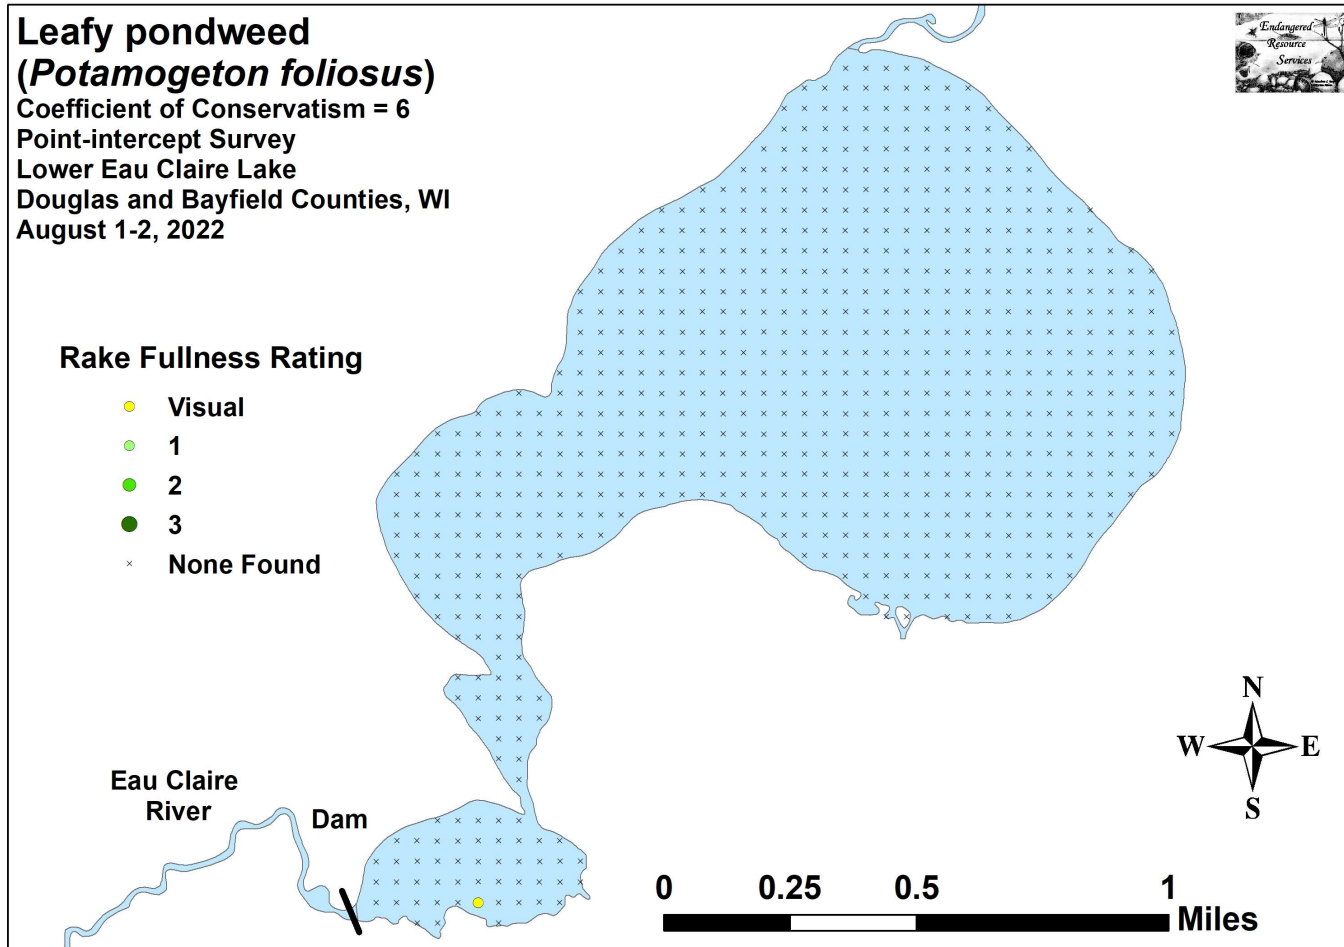 Leafy pondweed
(Potamogeton foliosus)
Coefficient of Conservatism = 6
Point-intercept Survey
Lower Eau Claire Lake
Douglas and Bayfield Counties, WI
August 1-2, 2022
Endangered
Resource
Services
Rake Fullness Rating
Visual
1
2
3
None Found
N
W
E
S
Eau Claire
River
Dam
0
0.25
0.5
1
Miles